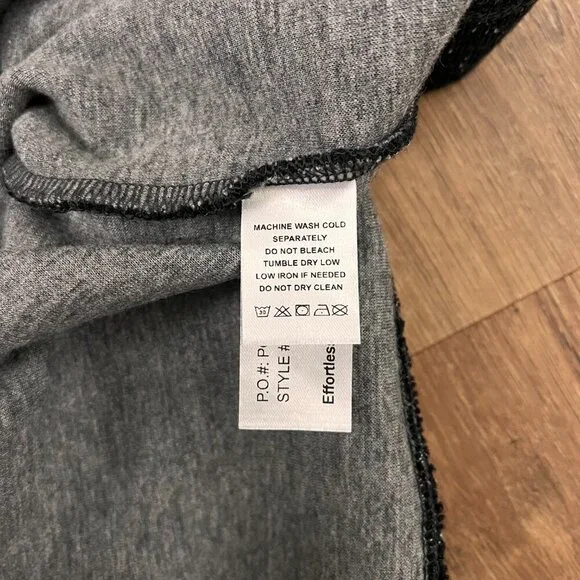 MACHINE WASH COLD
SEPARATELY
DO NOT BLEACH
TUMBLE DRY LOW
LOW IRON IF NEEDED
DO NOT DRY CLEAN
30
P.O.#:
STYLE #